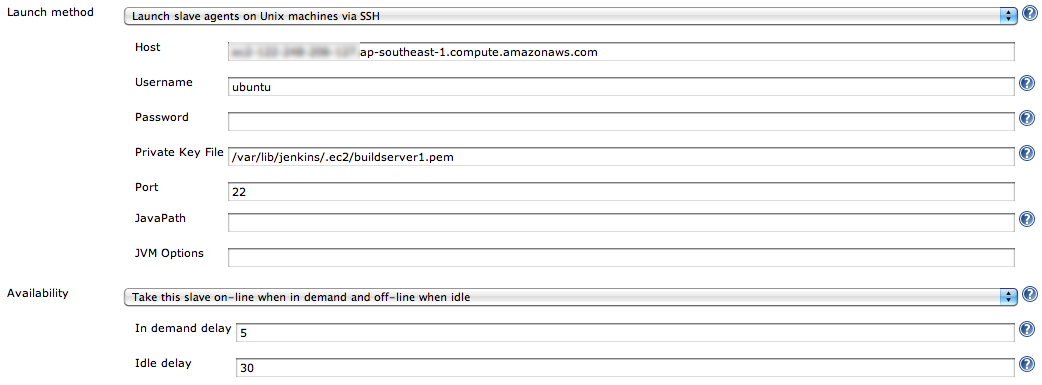 Launch method Launch slave agents on Unix machines via SSH
Host ap-southeast-1.compute.amazonaws.com
Username ubuntu
Password
Private Key File /var/lib/jenkins/.ec2/buildserver1.pem
Port 22
JavaPath
JVM Options
Availability Take this slave on-line when in demand and off-line when idle
In demand delay 5
Idle delay 30